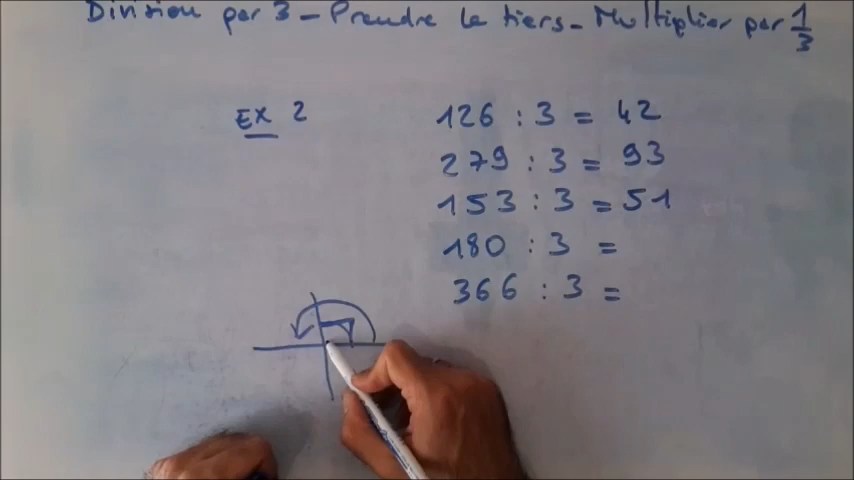 Division par 3 - Prendre le tiers - Multiplier par 1/3
EX 2
126 : 3 = 42
279 : 3 = 93
153 : 3 = 51
180 : 3 =
366 : 3 =